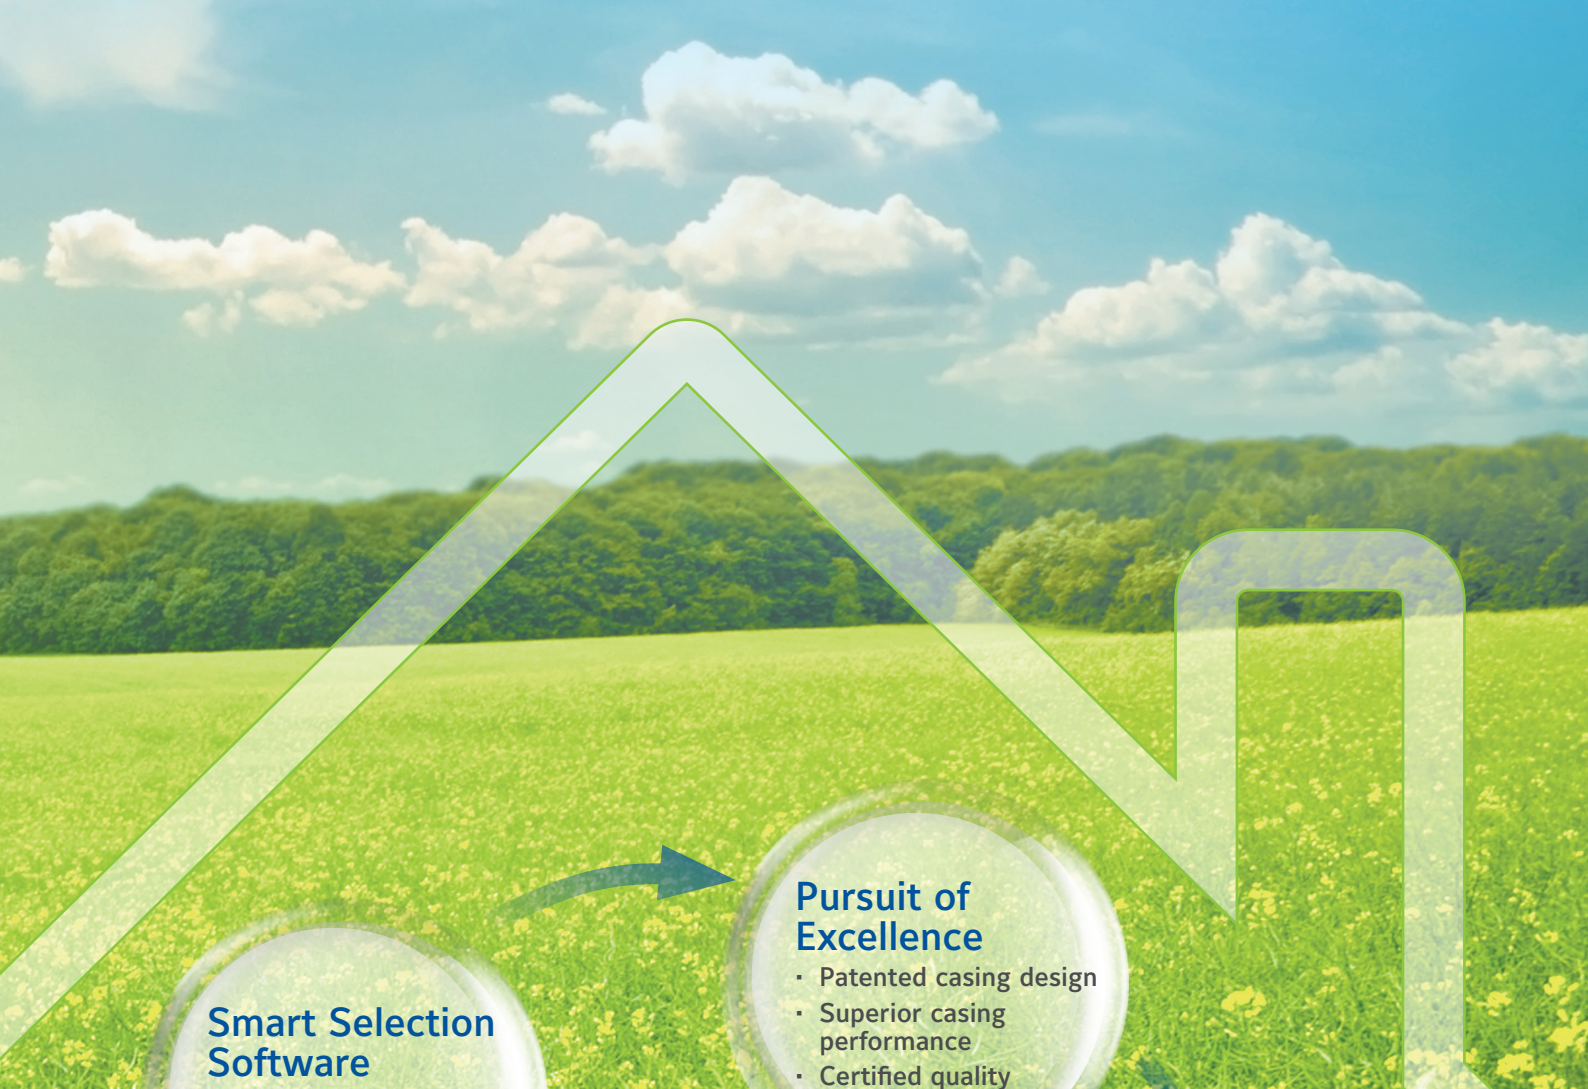 Pursuit of
Excellence
· Patented casing design
· Superior casing
performance
· Certified quality
Smart Selection
Software